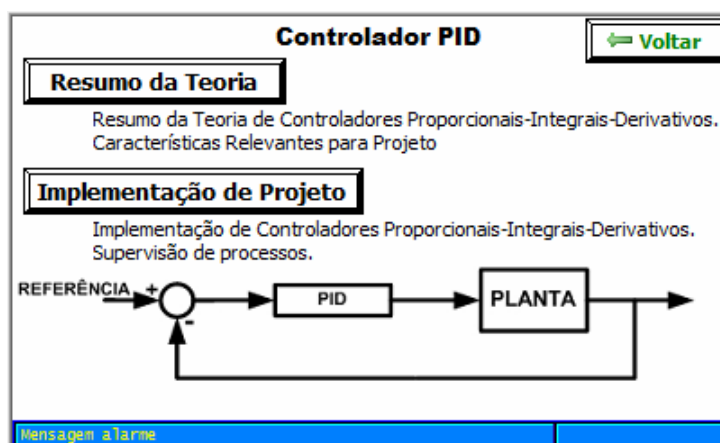 Controlador PID
Voltar
Resumo da Teoria
Resumo da Teoria de Controladores Proporcionais-Integrais-Derivativos.
Características Relevantes para Projeto
Implementação de Projeto
Implementação de Controladores Proporcionais-Integrais-Derivativos.
Supervisão de processos.
REFERÊNCIA + PID PLANTA
-
Mensagem alarme